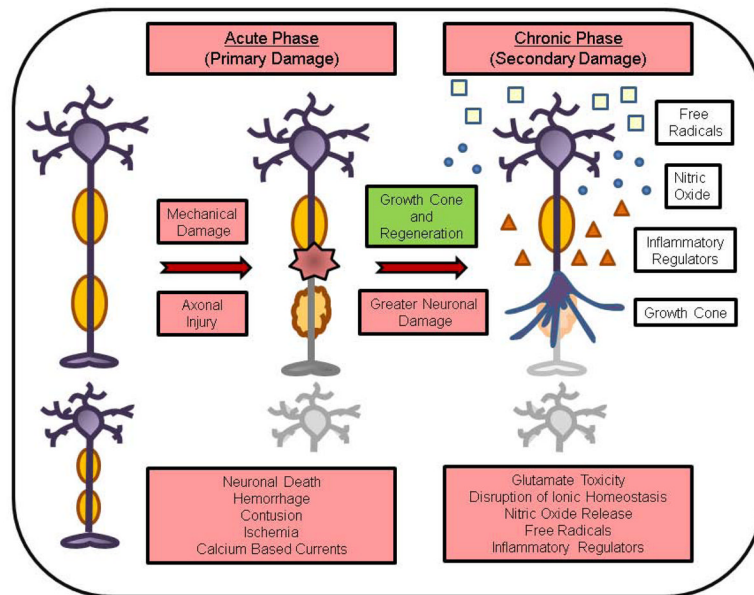 Acute Phase
(Primary Damage)
Chronic Phase
(Secondary Damage)
Free
Radicals
Nitric
Oxide
Mechanical
Damage
Growth Cone
and
Regeneration
Inflammatory
Regulators
Axonal
Injury
Greater Neuronal
Damage
Growth Cone
Neuronal Death
Hemorrhage
Contusion
Ischemia
Calcium Based Currents
Glutamate Toxicity
Disruption of Ionic Homeostasis
Nitric Oxide Release
Free Radicals
Inflammatory Regulators